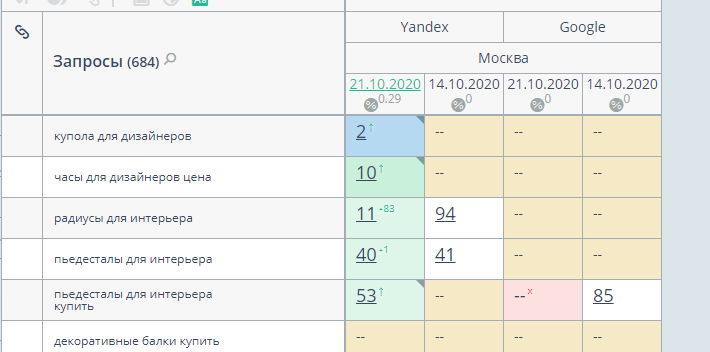 Aa
Yandex Google
Запросы (684)
Москва
21.10.2020 14.10.2020 21.10.2020 14.10.2020
% 0.29 % 0 % 0 % 0
купола для дизайнеров 2 ↑ -- -- --
часы для дизайнеров цена 10 ↑ -- -- --
радиусы для интерьера 11 -83 94 -- --
пьедесталы для интерьера 40 -1 41 -- --
пьедесталы для интерьера
купить 53 ↑ -- -- x 85
декоративные балки купить -- -- -- --